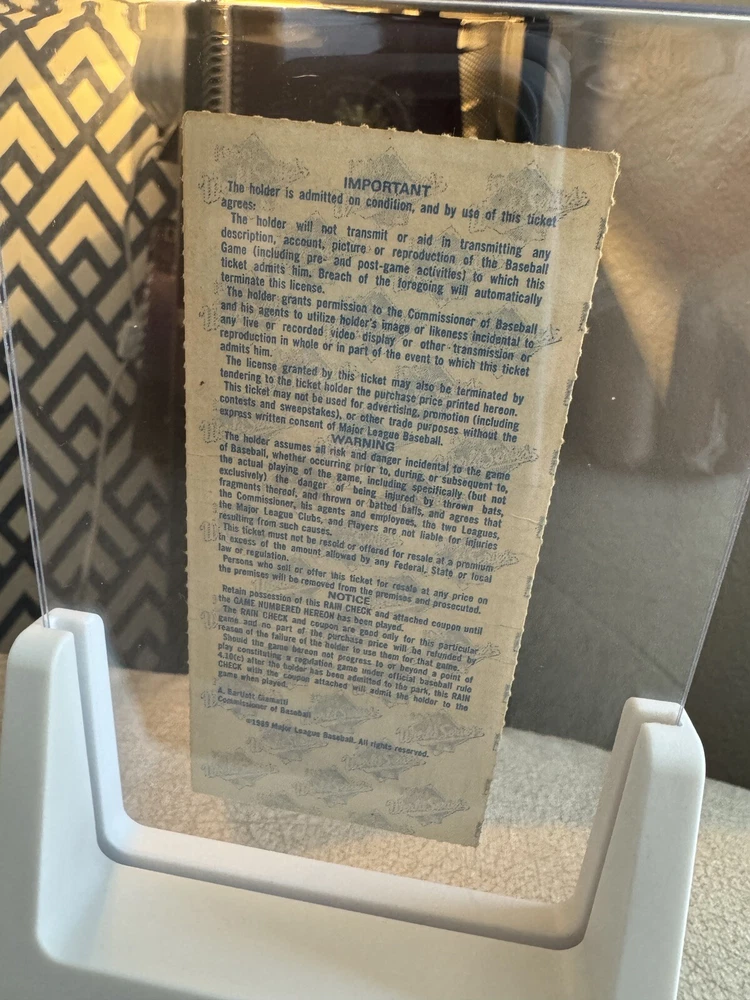 IMPORTANT
The holder is admitted on condition, and by use of this ticket
agrees:
The holder will not transmit or aid in transmitting any
description, account, picture or reproduction of the Baseball
Game (including pre- and post-game activities) to which this
ticket admits him. Breach of the foregoing will automatically
terminate this license.
The holder grants permission to the Commissioner of Baseball
and his agents to utilize holder's image or likeness incidental to
any live or recorded video display or other transmission or
reproduction in whole or in part of the event to which this ticket
admits him.
The license granted by this ticket may also be terminated by
tendering to the ticket holder the purchase price printed hereon.
This ticket may not be used for advertising, promotion (including
contests and sweepstakes), or other trade purposes without the
express written consent of Major League Baseball.
WARNING
The holder assumes all risk and danger incidental to the game
of Baseball, whether occurring prior to, during, or subsequent to,
the actual playing of the game, including specifically (but not
exclusively) the danger of being injured by thrown bats,
fragments thereof, and thrown or batted balls, and agrees that
the Commissioner, his agents and employees, the two Leagues,
the Major League Clubs, and Players are not liable for injuries
resulting from such causes.
This ticket must not be resold or offered for resale at a premium
in excess of the amount allowed by any Federal, State or local
law or regulation.
Persons who sell or offer this ticket for resale at any price on
the premises will be removed from the premises and prosecuted.
NOTICE
Retain possession of this RAIN CHECK and attached coupon until
the GAME NUMBERED HEREON has been played.
The RAIN CHECK and coupon are good only for this particular
game and no part of the purchase price will be refunded by
reason of the failure of the holder to use them for that game.
Should the game hereon not progress to or beyond a point of
play constituting a regulation game under official baseball rule
4.10(c) after the holder has been admitted to the park, this RAIN
CHECK with the coupon attached will admit the holder to the
game when played.
A. Bartlett Giamatti
Commissioner of Baseball
©1989 Major League Baseball. All rights reserved.
World Series
World Series
World Series